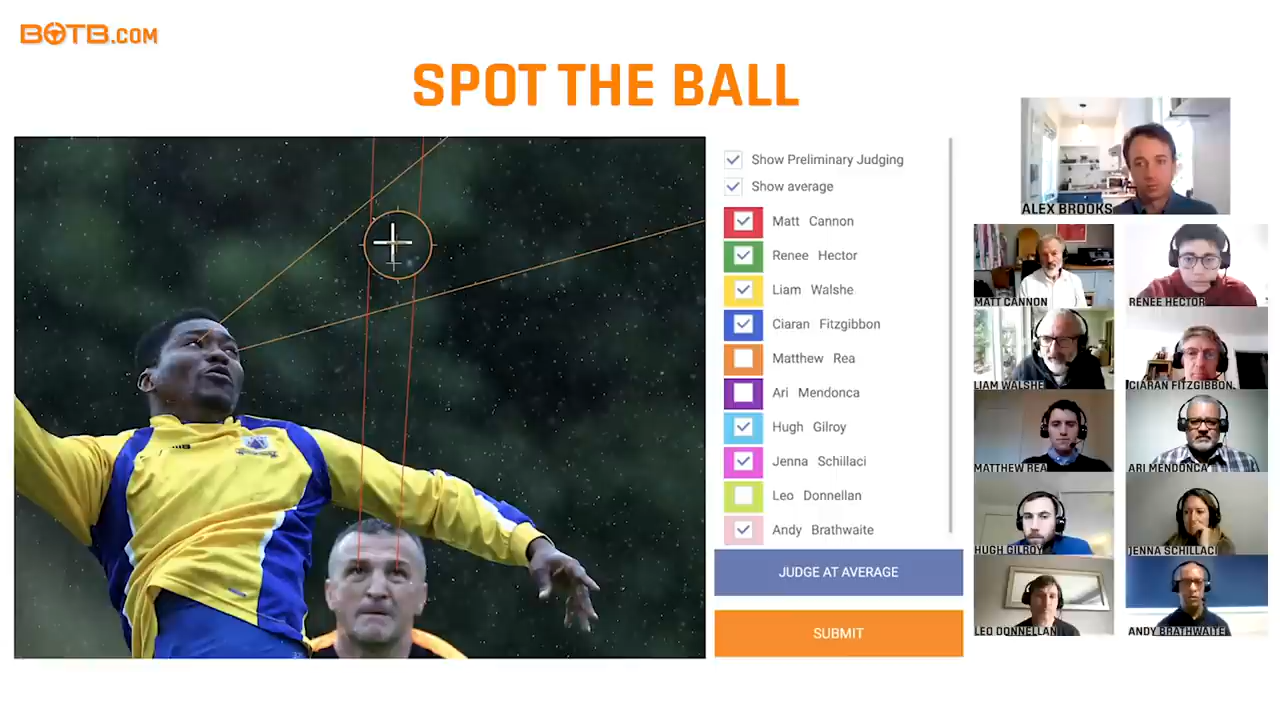 BOTB.COM
SPOT THE BALL
Show Preliminary Judging
Show average
Matt Cannon
Renee Hector
Liam Walshe
Ciaran Fitzgibbon
Matthew Rea
Ari Mendonca
Hugh Gilroy
Jenna Schillaci
Leo Donnellan
Andy Brathwaite
JUDGE AT AVERAGE
SUBMIT
ALEX BROOKS
MATT CANNON
RENEE HECTOR
LIAM WALSHE
CIARAN FITZGIBBON
MATTHEW REA
ARI MENDONCA
HUGH GILROY
JENNA SCHILLACI
LEO DONNELLAN
ANDY BRATHWAITE